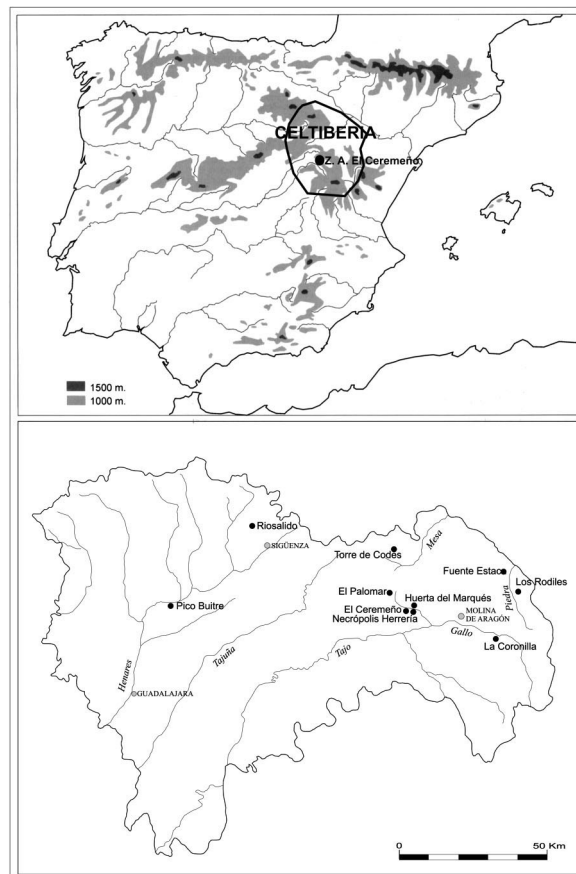 CELTIBERIA
Z. A. El Ceremeño
1500 m.
1000 m.
Riosalido
SIGÜENZA
Torre de Codes
Mesa
Fuente Estaca
Los Rodiles
Piedra
El Palomar
Huerta del Marqués
El Ceremeño
Necrópolis Herrería
MOLINA
DE ARAGÓN
Gallo
La Coronilla
Pico Buitre
Henares
Tajuña
Tajo
GUADALAJARA
0
50 Km